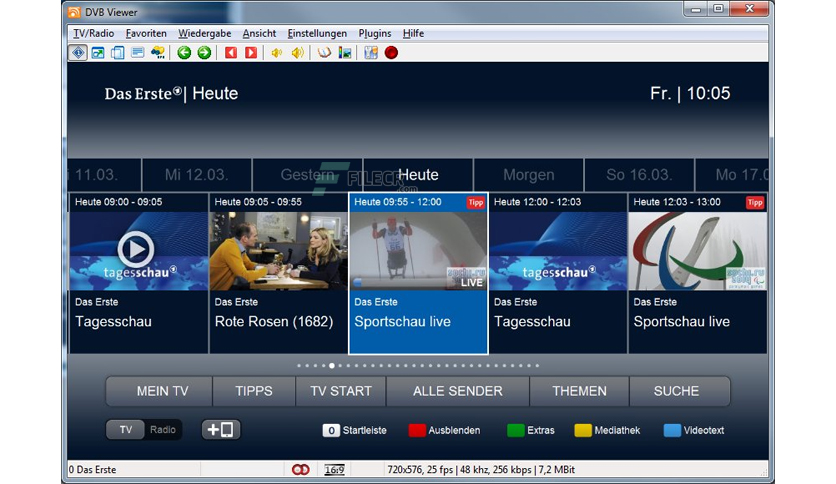 DVB Viewer
TV/Radio Favoriten Wiedergabe Ansicht Einstellungen Plugins Hilfe
Das Erste | Heute
Fr. | 10:05
11.03. Mi 12.03. Gestern Heute Morgen So 16.03. Mo 17.0
FILECR
.com
Heute 09:00 - 09:05
tagesschau
Das Erste
Tagesschau
Heute 09:05 - 09:55
Das Erste
Rote Rosen (1682)
Heute 09:55 - 12:00 Tipp
LIVE
Das Erste
Sportschau live
Heute 12:00 - 12:03
tagesschau
Das Erste
Tagesschau
Heute 12:03 - 13:00 Tipp
Das Erste
Sportschau live
MEIN TV TIPPS TV START ALLE SENDER THEMEN SUCHE
TV Radio + 0 Startleiste Ausblenden Extras Mediathek Videotext
0 Das Erste 16:9 720x576, 25 fps | 48 khz, 256 kbps | 7,2 MBit